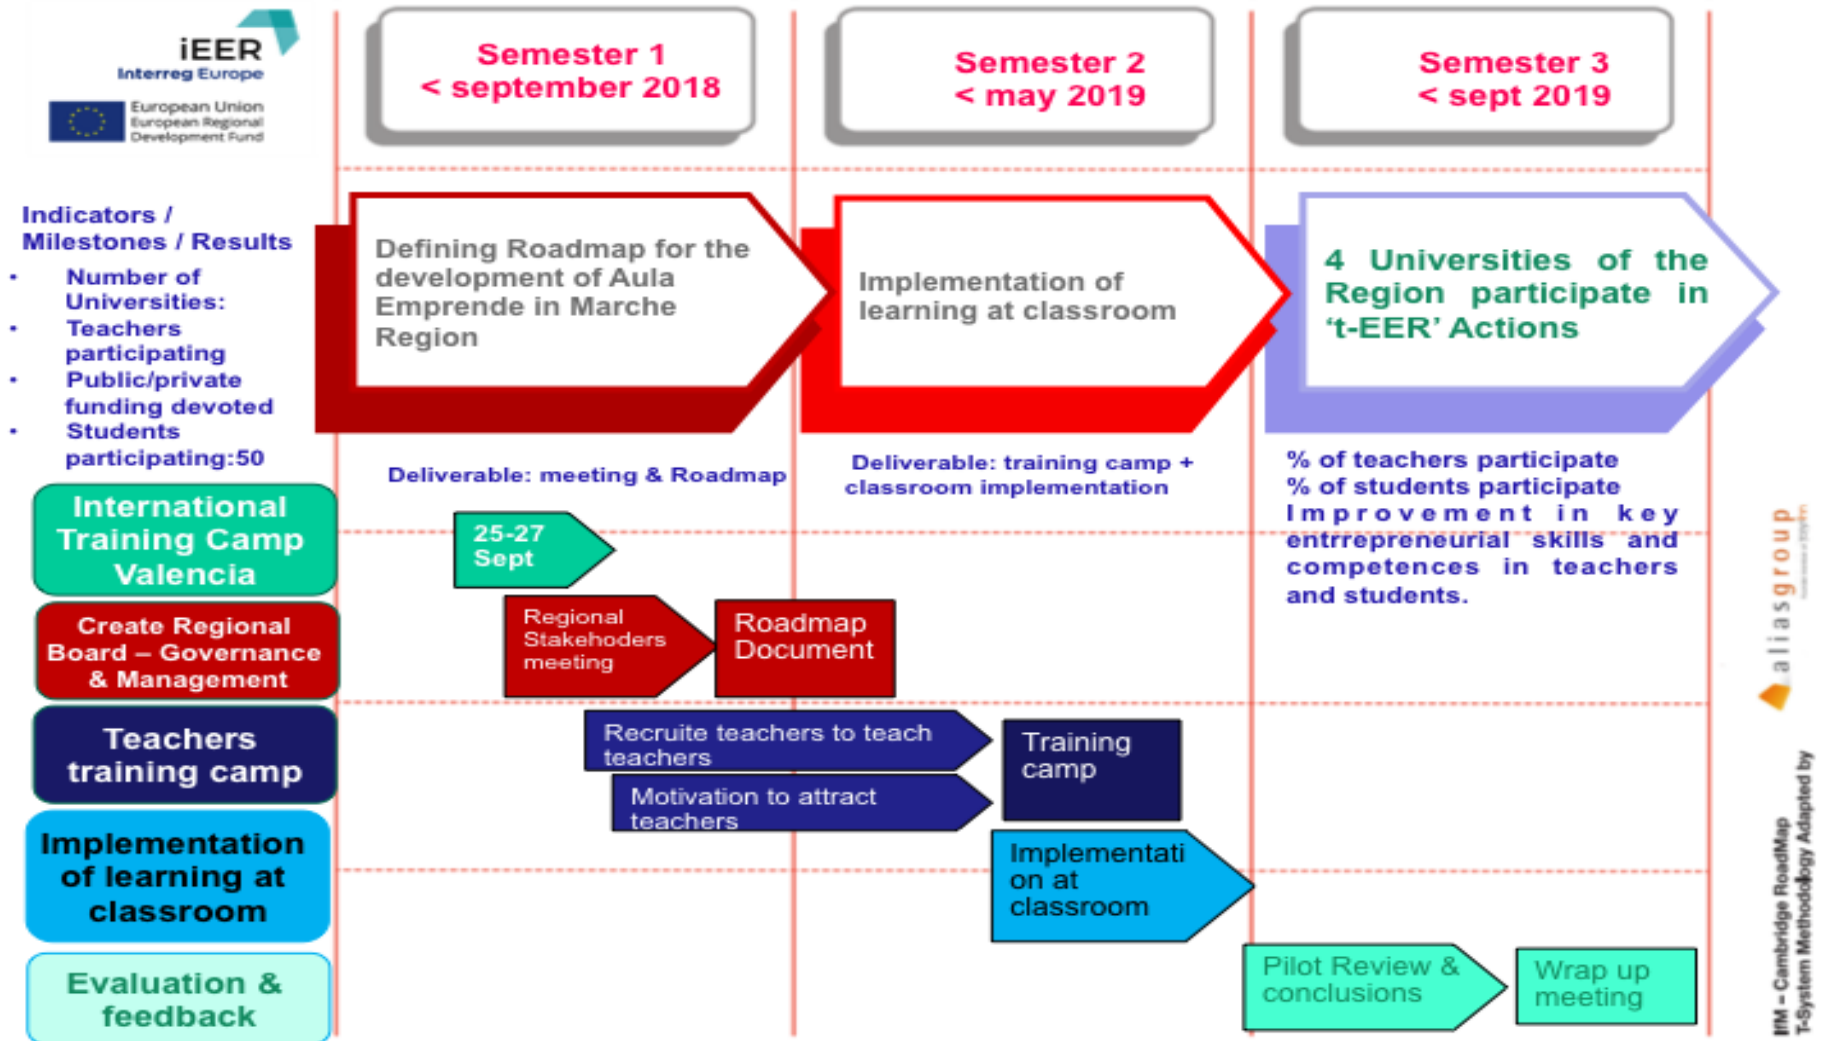 iEER
Interreg Europe
European Union
European Regional
Development Fund
Semester 1
< september 2018
Semester 2
< may 2019
Semester 3
< sept 2019
Indicators /
Milestones / Results
• Number of
Universities:
• Teachers
participating
• Public/private
funding devoted
• Students
participating:50
Defining Roadmap for the
development of Aula
Emprende in Marche
Region
Implementation of
learning at classroom
4 Universities of the
Region participate in
‘t-EER’ Actions
Deliverable: meeting & Roadmap
Deliverable: training camp +
classroom implementation
% of teachers participate
% of students participate
Improvement in key
entrrepreneurial skills and
competences in teachers
and students.
International
Training Camp
Valencia
25-27
Sept
Create Regional
Board – Governance
& Management
Regional
Stakehoders
meeting
Roadmap
Document
Teachers
training camp
Recruite teachers to teach
teachers
Motivation to attract
teachers
Training
camp
Implementation
of learning at
classroom
Implementati
on at
classroom
Evaluation &
feedback
Pilot Review &
conclusions
Wrap up
meeting
aliasgroup
IfM – Cambridge RoadMap
T-System Methodology Adapted by